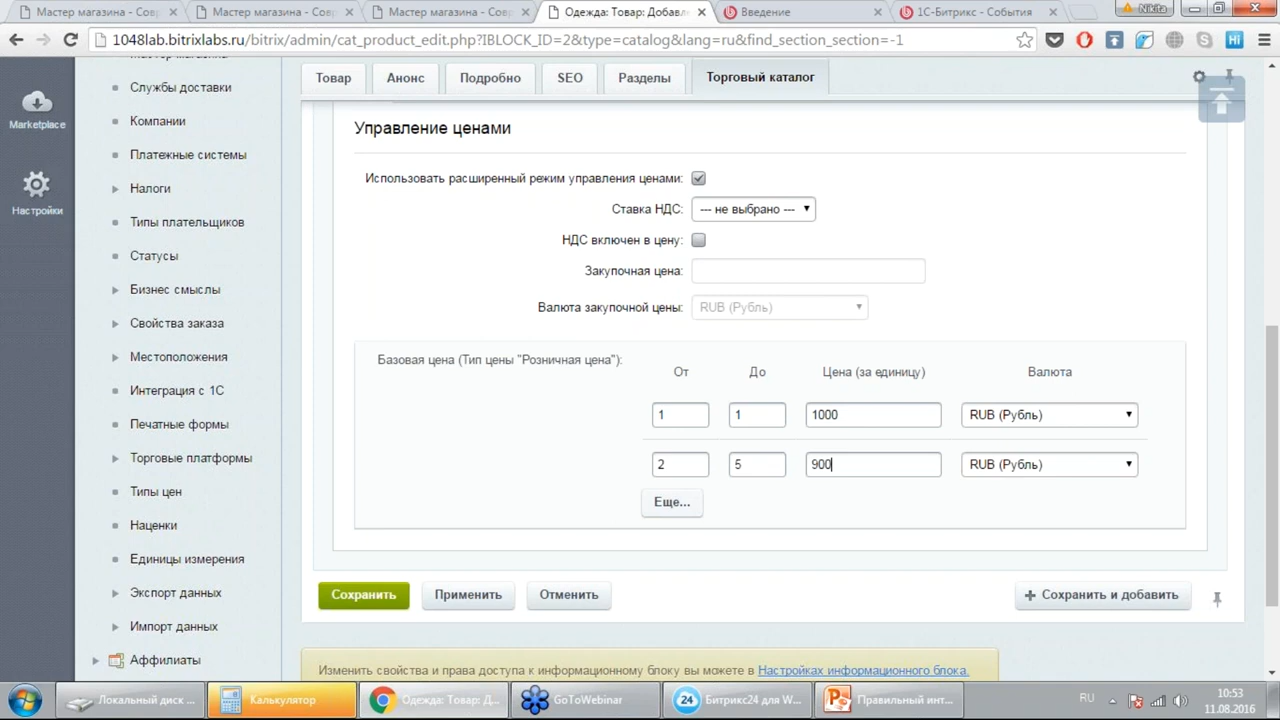 Мастер магазина - Совр
Мастер магазина - Совр
Мастер магазина - Совр
Одежда: Товар: Добавл
Введение
1С-Битрикс - События
Nikita
1048lab.bitrixlabs.ru/bitrix/admin/cat_product_edit.php?IBLOCK_ID=2&type=catalog&lang=ru&find_section_section=-1
Hi
Marketplace
Настройки
Службы доставки
Компании
Платежные системы
Налоги
Типы плательщиков
Статусы
Бизнес смыслы
Свойства заказа
Местоположения
Интеграция с 1С
Печатные формы
Торговые платформы
Типы цен
Наценки
Единицы измерения
Экспорт данных
Импорт данных
Аффилиаты
Товар
Анонс
Подробно
SEO
Разделы
Торговый каталог
Управление ценами
Использовать расширенный режим управления ценами:
Ставка НДС: --- не выбрано ---
НДС включен в цену:
Закупочная цена:
Валюта закупочной цены: RUB (Рубль)
Базовая цена (Тип цены "Розничная цена"):
От До Цена (за единицу) Валюта
1 1 1000 RUB (Рубль)
2 5 900 RUB (Рубль)
Еще...
Сохранить
Применить
Отменить
+ Сохранить и добавить
Изменить свойства и права доступа к информационному блоку вы можете в Настройках информационного блока.
Локальный диск ...
Калькулятор
Одежда: Товар: Д...
GoToWebinar
24 Битрикс24 для W...
Правильный инт...
RU
10:53
11.08.2016